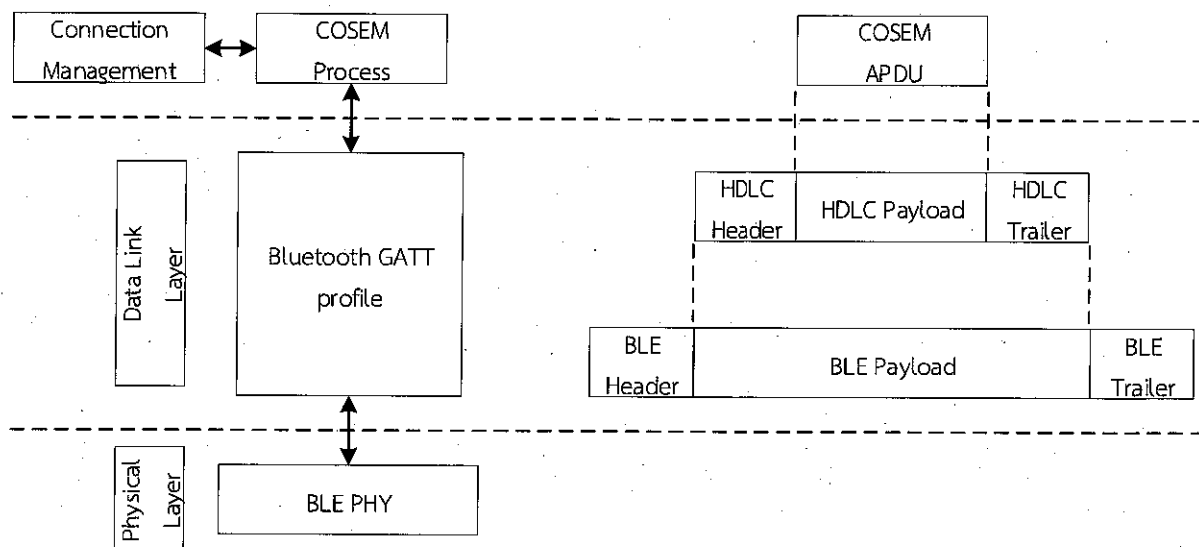 Connection
Management
COSEM
Process
COSEM
APDU
Data Link
Layer
Bluetooth GATT
profile
HDLC
Header
HDLC Payload
HDLC
Trailer
BLE
Header
BLE Payload
BLE
Trailer
Physical
Layer
BLE PHY